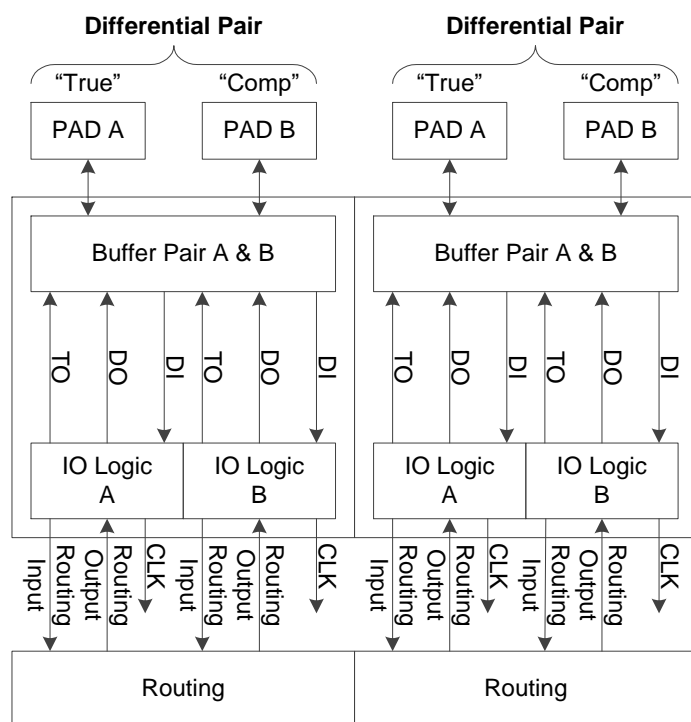 Differential Pair Differential Pair
“True” “Comp” “True” “Comp”
PAD A PAD B PAD A PAD B
Buffer Pair A & B Buffer Pair A & B
TO DO DI TO DO DI TO DO DI TO DO DI
IO Logic IO Logic IO Logic IO Logic
A B A B
Routing Input Routing Output CLK Routing Input Routing Output CLK Routing Input Routing Output CLK Routing Input Routing Output CLK
Routing Routing